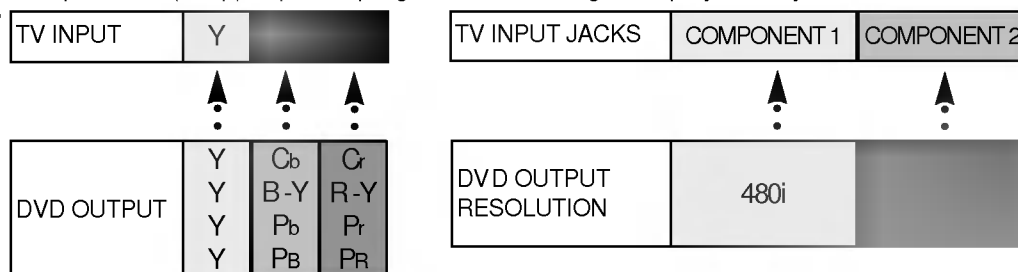 TV INPUT Y
Y Cb Cr
Y B-Y R-Y
DVD OUTPUT
Y Pb Pr
Y PB PR
TV INPUT JACKS COMPONENT 1 COMPONENT 2
DVD OUTPUT
RESOLUTION
480i